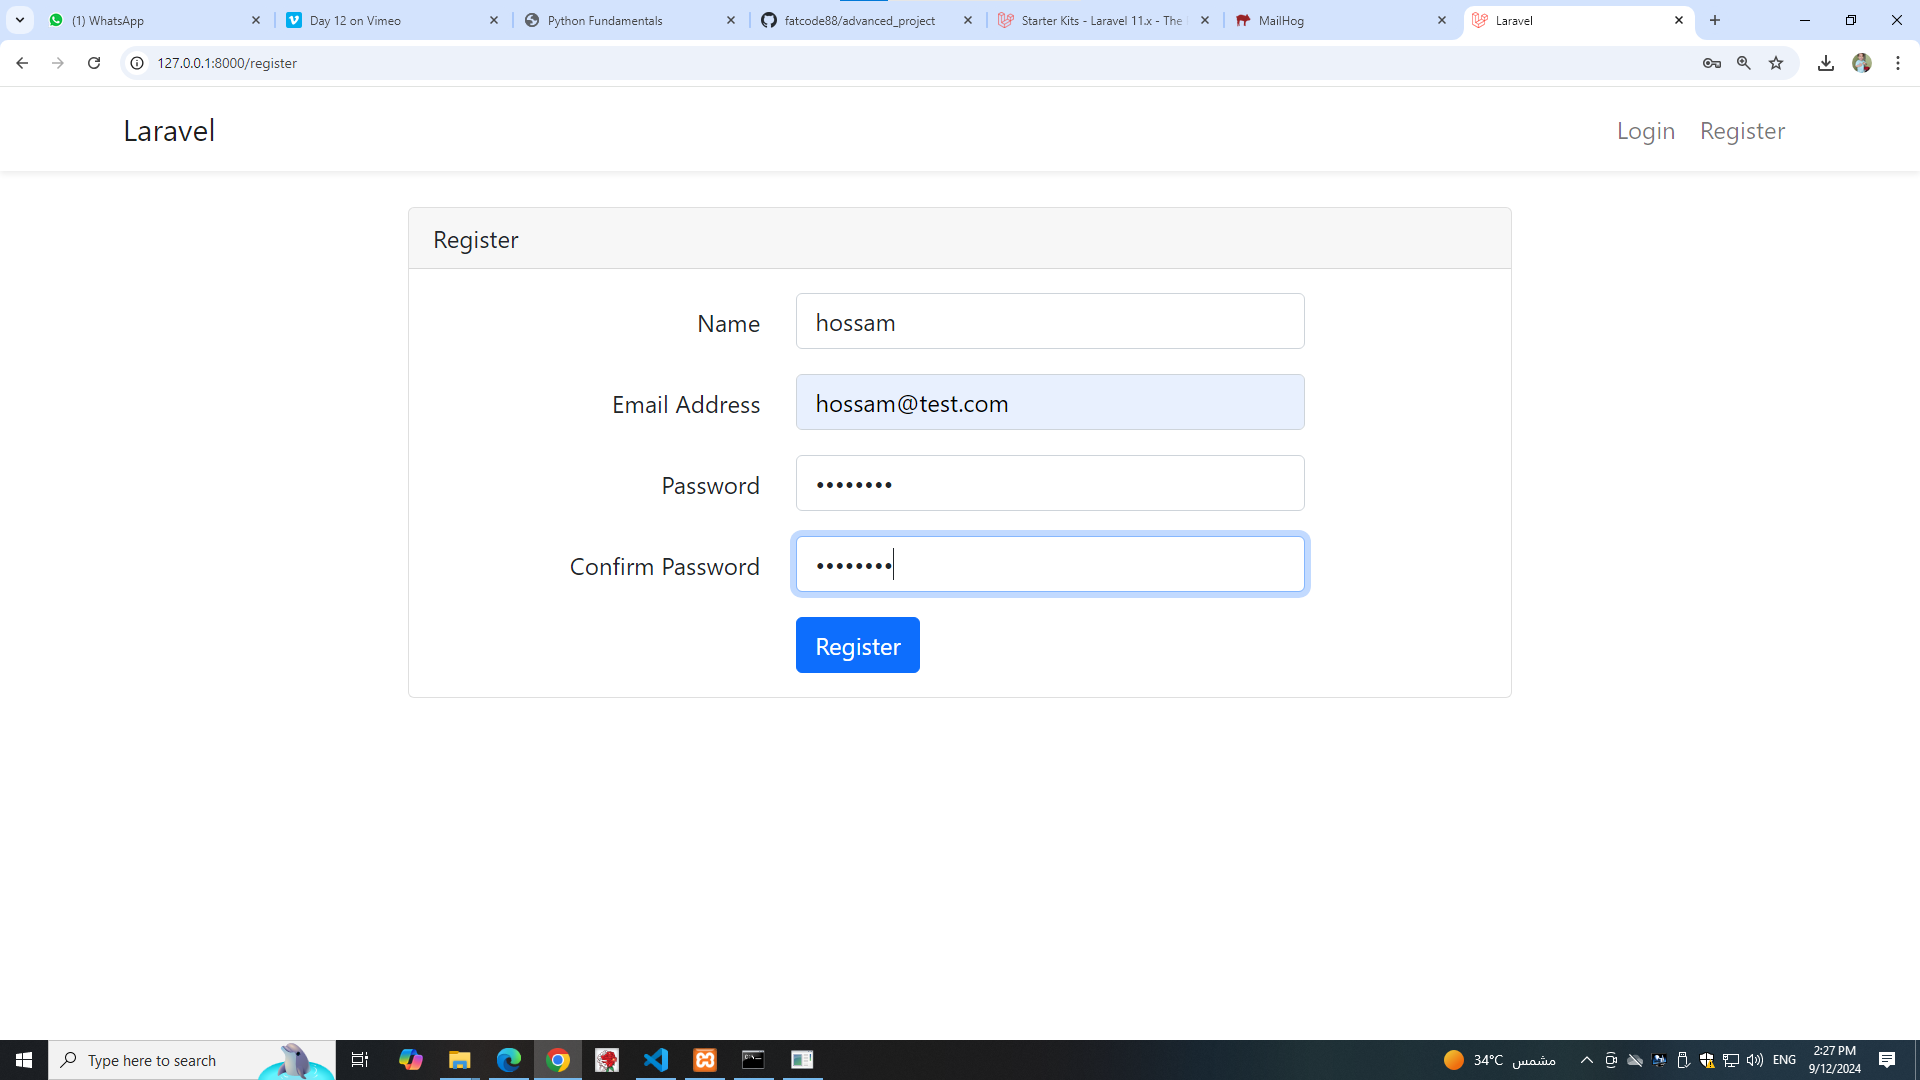 (1) WhatsApp
Day 12 on Vimeo
Python Fundamentals
fatcode88/advanced_project
Starter Kits - Laravel 11.x - The
MailHog
Laravel
127.0.0.1:8000/register
Laravel
Login
Register
Register
Name
hossam
Email Address
hossam@test.com
Password
••••••••
Confirm Password
••••••••
Register
Type here to search
34°C مشمس
ENG
2:27 PM
9/12/2024